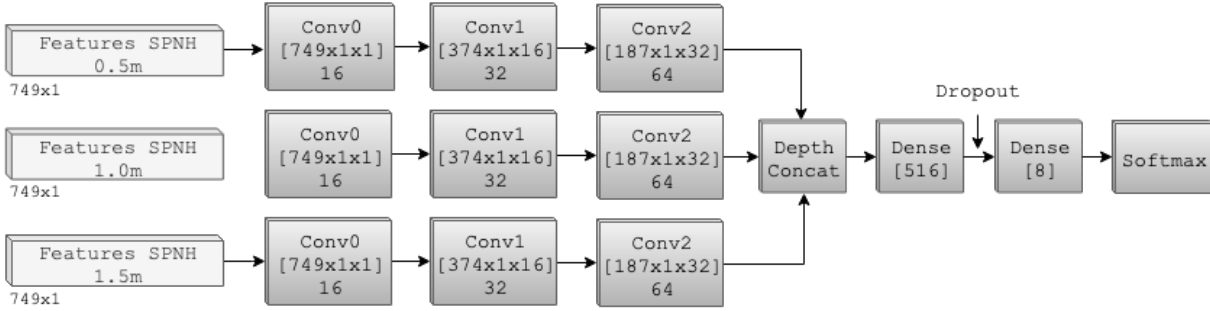 Features SPNH
0.5m
749x1
Conv0
[749x1x1]
16
Conv1
[374x1x16]
32
Conv2
[187x1x32]
64
Features SPNH
1.0m
749x1
Conv0
[749x1x1]
16
Conv1
[374x1x16]
32
Conv2
[187x1x32]
64
Features SPNH
1.5m
749x1
Conv0
[749x1x1]
16
Conv1
[374x1x16]
32
Conv2
[187x1x32]
64
Depth
Concat
Dense
[516]
Dropout
Dense
[8]
Softmax